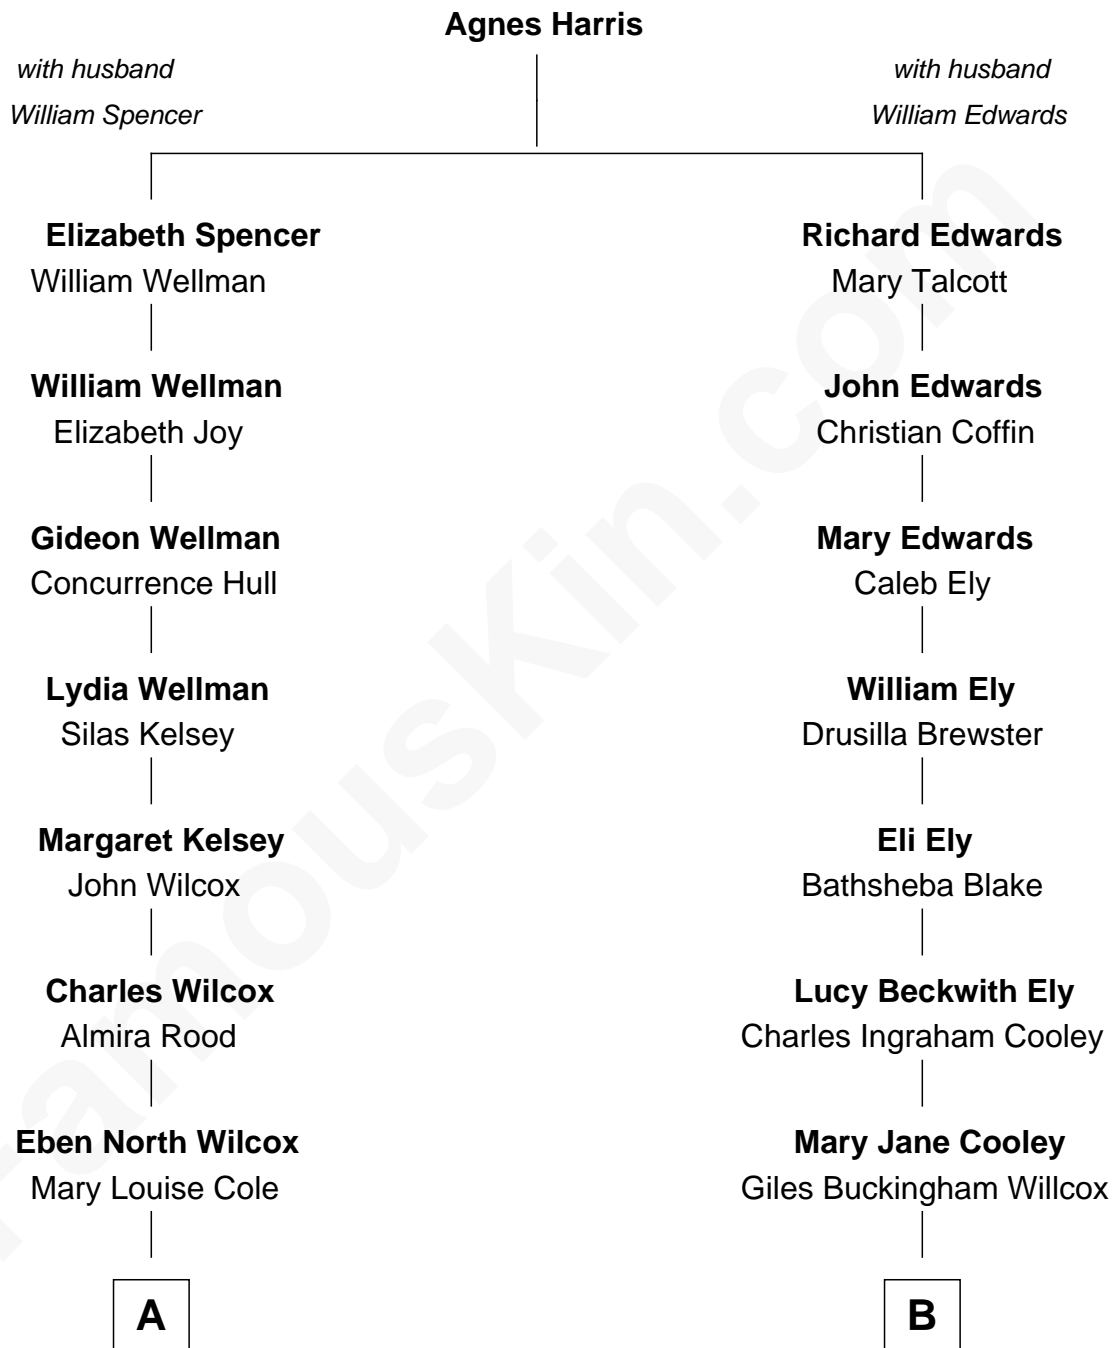 Agnes Harris
with husband
William Spencer
with husband
William Edwards
Elizabeth Spencer
William Wellman
Richard Edwards
Mary Talcott
William Wellman
Elizabeth Joy
John Edwards
Christian Coffin
Gideon Wellman
Concurrence Hull
Mary Edwards
Caleb Ely
Lydia Wellman
Silas Kelsey
William Ely
Drusilla Brewster
Margaret Kelsey
John Wilcox
Eli Ely
Bathsheba Blake
Charles Wilcox
Almira Rood
Lucy Beckwith Ely
Charles Ingraham Cooley
Eben North Wilcox
Mary Louise Cole
Mary Jane Cooley
Giles Buckingham Willcox
A
B
FamousKin.com